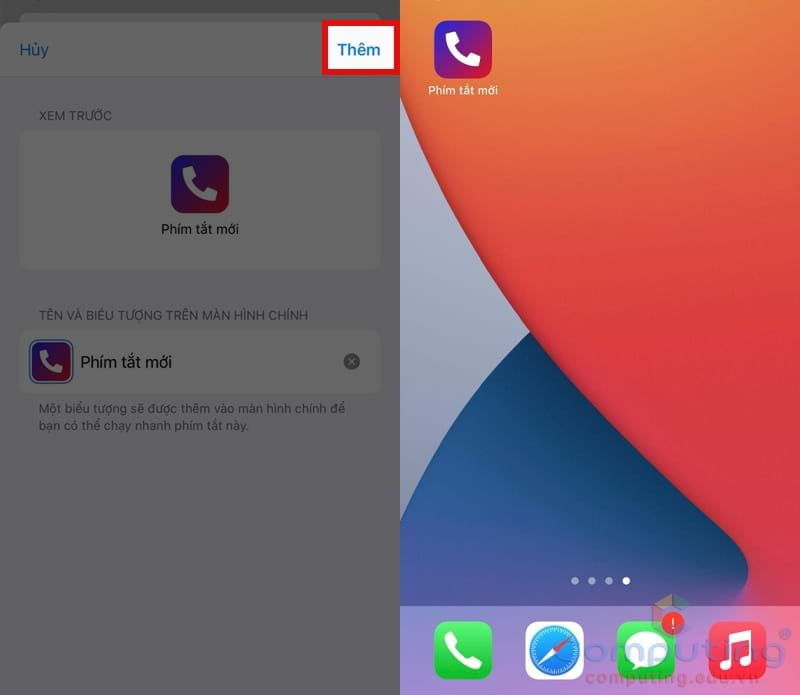 Hủy
Thêm
XEM TRƯỚC
Phím tắt mới
TÊN VÀ BIỂU TƯỢNG TRÊN MÀN HÌNH CHÍNH
Phím tắt mới
Một biểu tượng sẽ được thêm vào màn hình chính để
bạn có thể chạy nhanh phím tắt này.
Phím tắt mới
!
omputing®
computing.edu.vn